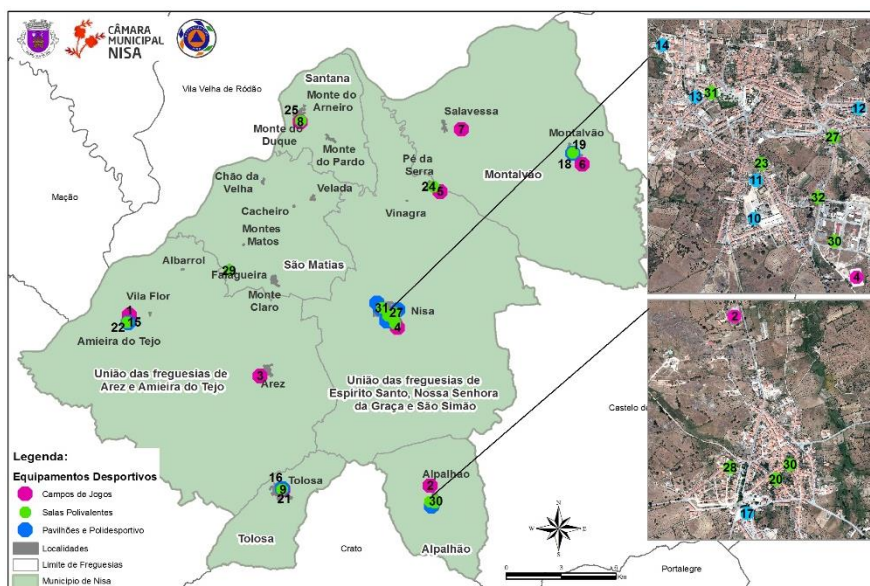 CÂMARA
MUNICIPAL
NISA
Vila Velha de Ródão
Santana
Monte do
Arneiro
25
8
Monte do
Duque
Monte
do Pardo
Salavessa
7
Montalvão
19
18
6
Montalvão
Pé da
Serra
24
5
Vinagra
Chão da
Velha
Velada
Mação
Cacheiro
Montes
Matos
Albarrol
29
Falagueira
São Matias
Monte
Claro
Vila Flor
1
22
15
Amieira do Tejo
31
27
Nisa
4
3
Arez
União das freguesias de
Arez e Amieira do Tejo
União das freguesias de
Espirito Santo, Nossa Senhora
da Graça e São Simão
Castelo de
16
Tolosa
9
21
Tolosa
Alpalhão
2
30
Alpalhão
Crato
Portalegre
14
13
31
12
27
23
11
32
10
30
4
2
28
30
20
17
Legenda:
Equipamentos Desportivos
Campos de Jogos
Salas Polivalentes
Pavilhões e Polidesportivo
Localidades
Limite de Freguesias
Município de Nisa
N
W
E
S
0
3
6
Km